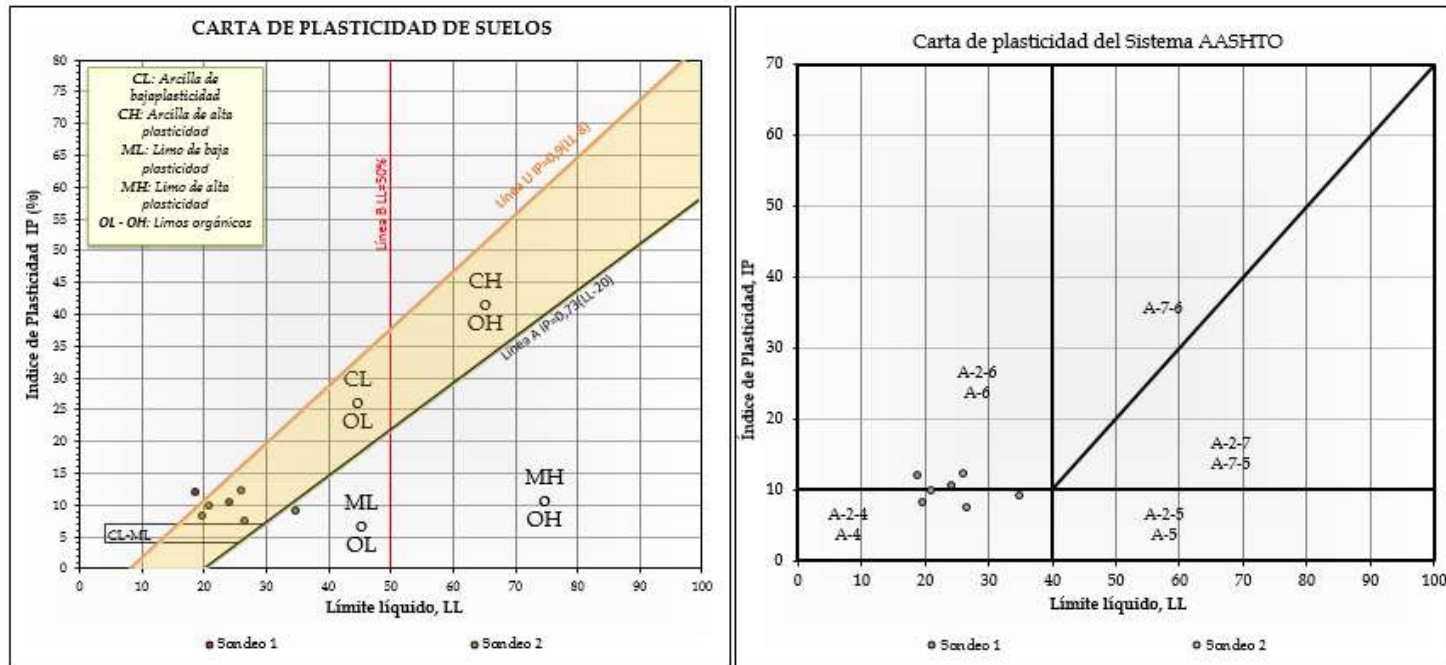 CARTA DE PLASTICIDAD DE SUELOS
Indice de Plasticidad IP (%)
80
75
70
65
60
55
50
45
40
35
30
25
20
15
10
5
0
CL: Arcilla de
bajaplasticidad
CH: Arcilla de alta
plasticidad
ML: Limo de baja
plasticidad
MH: Limo de alta
plasticidad
OL - OH: Limos orgánicos
Línea B LL=50%
Línea U IP=0,9(LL-8)
Línea A IP=0,73(LL-20)
CH
o
OH
CL
o
OL
MH
o
OH
ML
o
OL
CL-ML
0 10 20 30 40 50 60 70 80 90 100
Límite líquido, LL
Sondeo 1 Sondeo 2
Carta de plasticidad del Sistema AASHTO
Índice de Plasticidad, IP
70
60
50
40
30
20
10
0
A-7-6
A-2-6
A-6
A-2-7
A-7-5
A-2-4
A-4
A-2-5
A-5
0 10 20 30 40 50 60 70 80 90 100
Límite líquido, LL
Sondeo 1 Sondeo 2